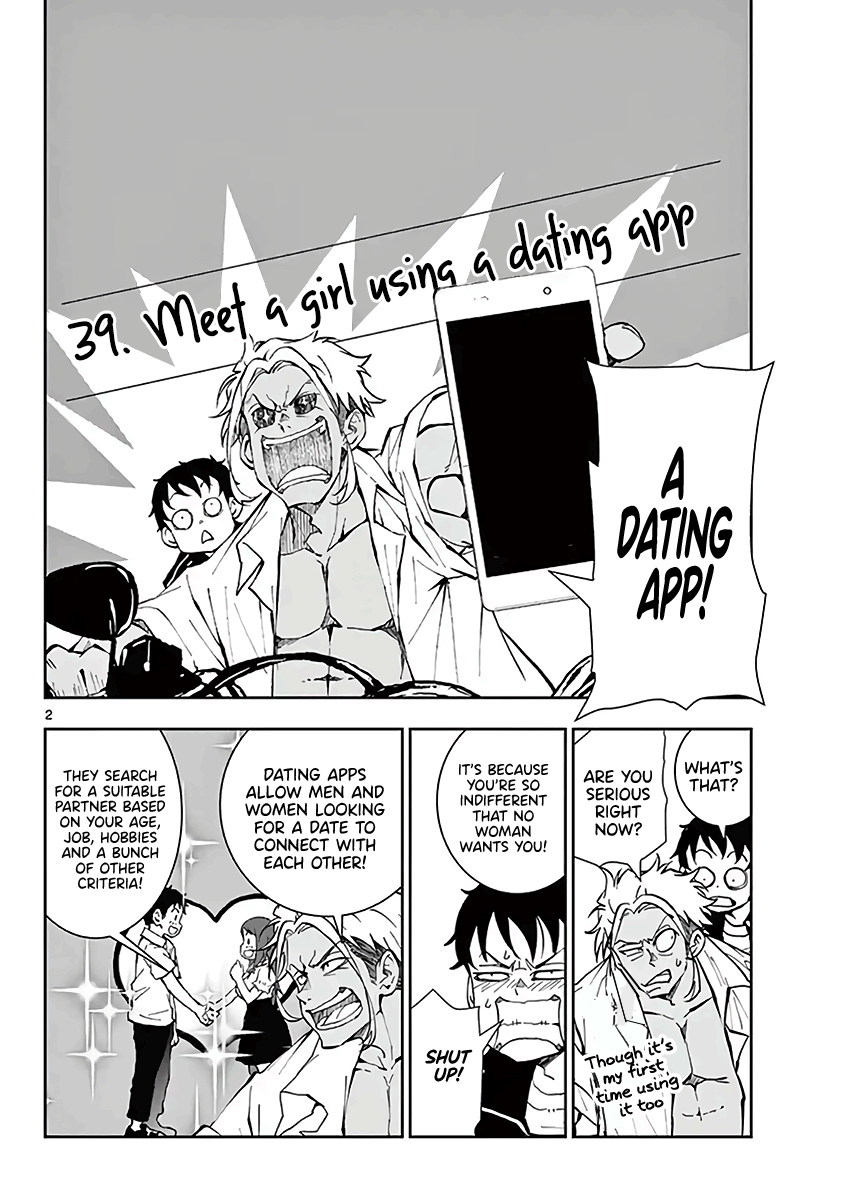 39. Meet a girl using a dating app
A
DATING
APP!
2
WHAT'S
THAT?
ARE YOU
SERIOUS
RIGHT
NOW?
Though it's
my first
time using
it too
IT'S BECAUSE
YOU'RE SO
INDIFFERENT
THAT NO
WOMAN
WANTS YOU!
SHUT
UP!
DATING APPS
ALLOW MEN AND
WOMEN LOOKING
FOR A DATE TO
CONNECT WITH
EACH OTHER!
THEY SEARCH
FOR A SUITABLE
PARTNER BASED
ON YOUR AGE,
JOB, HOBBIES
AND A BUNCH
OF OTHER
CRITERIA!